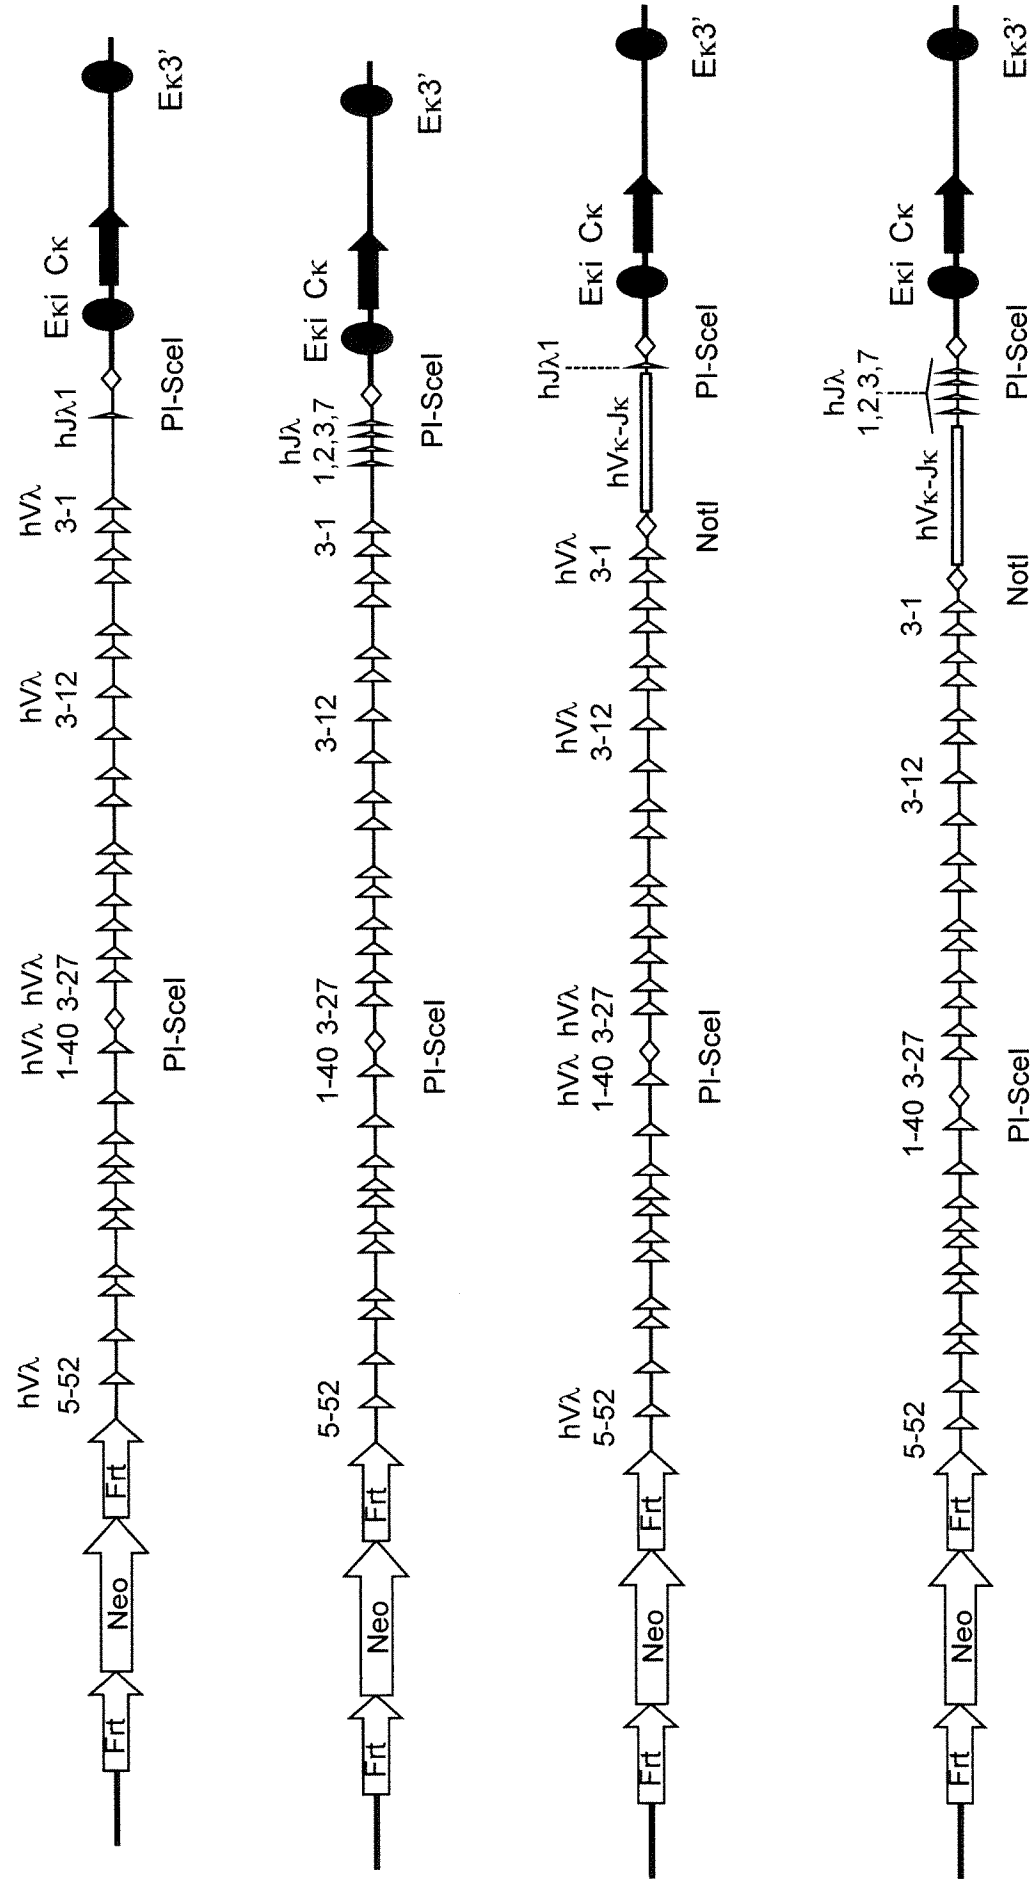 Frt Neo Frt
hVλ hVλ hVλ hVλ hVλ
5-52 1-40 3-27 3-12 3-1
hJλ1 Eκi Cκ
PI-SceI PI-SceI Eκ3'
Frt Neo Frt
5-52 1-40 3-27 3-12 3-1
hJλ
1,2,3,7
Eκi Cκ
PI-SceI PI-SceI Eκ3'
Frt Neo Frt
hVλ hVλ hVλ hVλ hVλ
5-52 1-40 3-27 3-12 3-1
hJλ1
hVκ-Jκ Eκi Cκ
PI-SceI NotI PI-SceI Eκ3'
Frt Neo Frt
5-52 1-40 3-27 3-12 3-1
hJλ
1,2,3,7
hVκ-Jκ Eκi Cκ
PI-SceI NotI PI-SceI Eκ3'